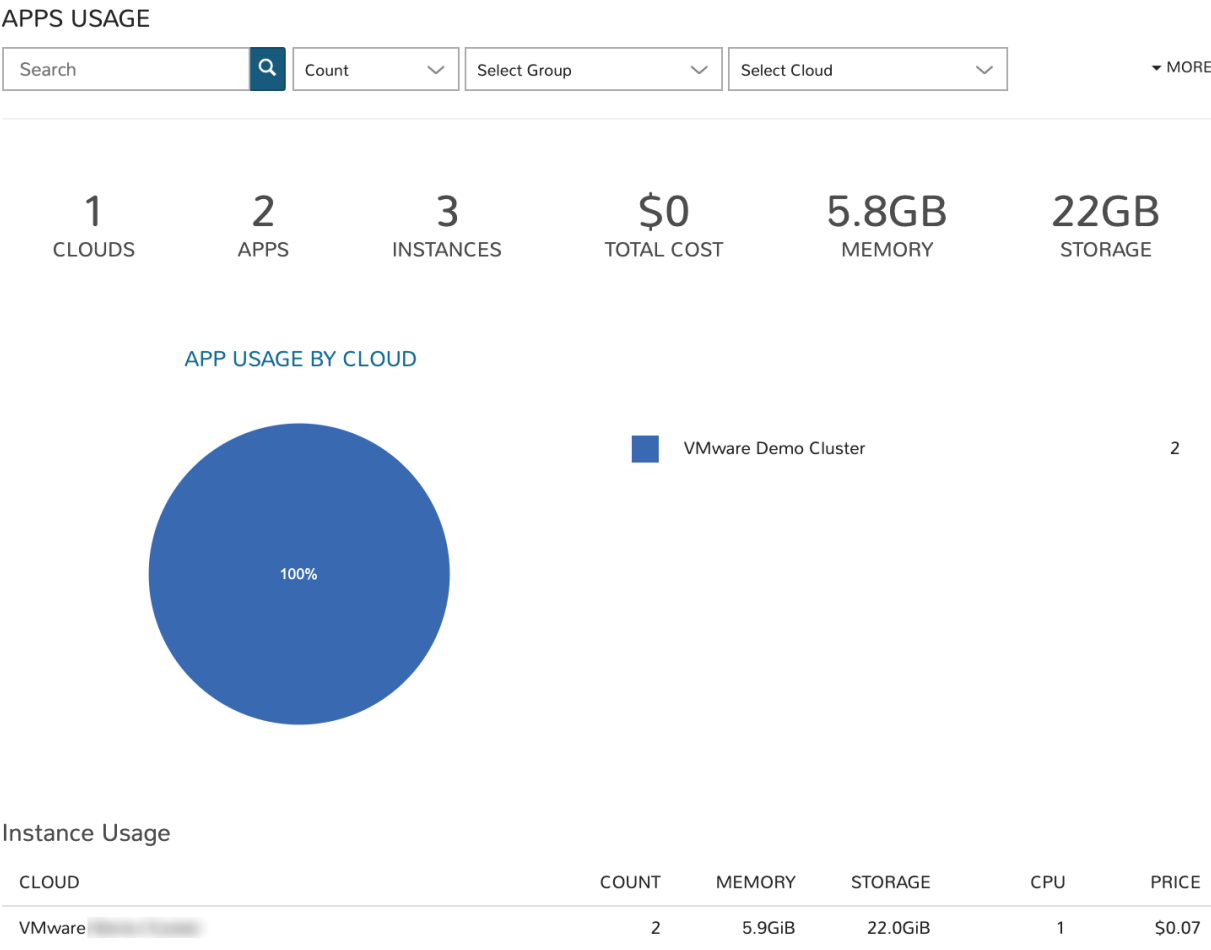 APPS USAGE
Search Count Select Group Select Cloud MORE
1 2 3 $0 5.8GB 22GB
CLOUDS APPS INSTANCES TOTAL COST MEMORY STORAGE
APP USAGE BY CLOUD
VMware Demo Cluster 2
100%
Instance Usage
CLOUD COUNT MEMORY STORAGE CPU PRICE
VMware 2 5.9GiB 22.0GiB 1 $0.07